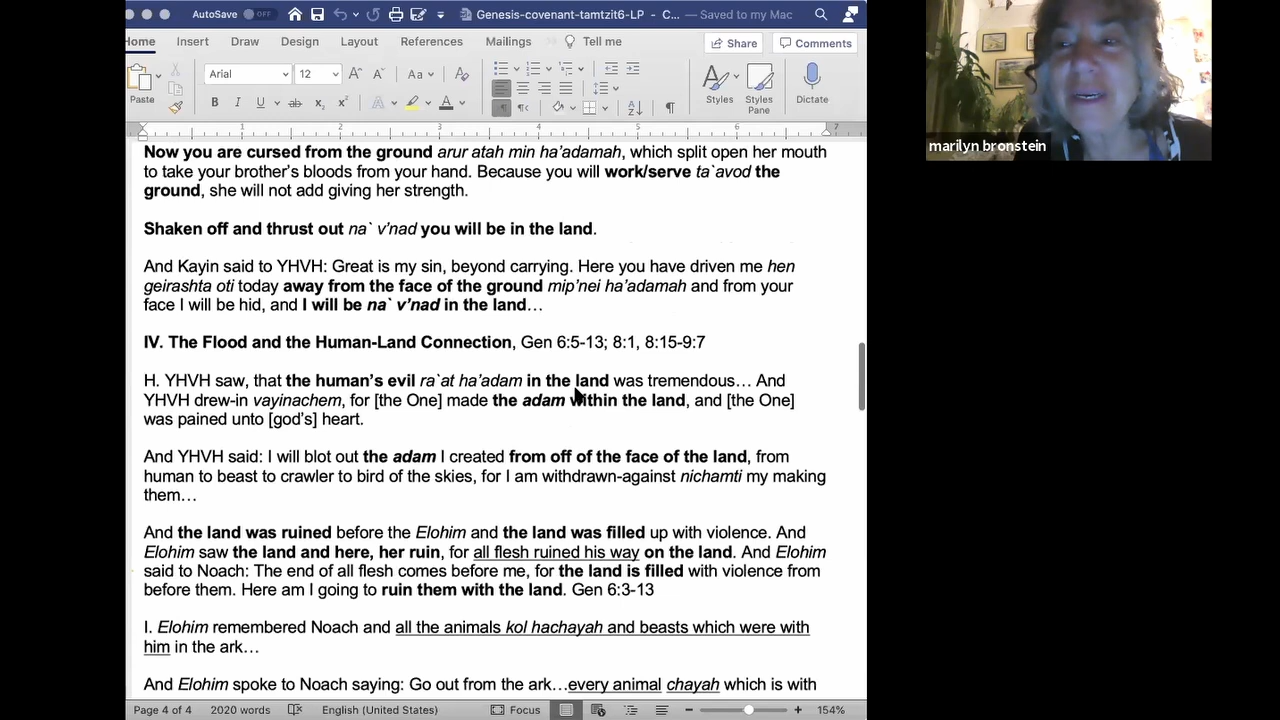 AutoSave OFF Genesis-covenant-tamtzit6-LP - C... — Saved to my Mac
Home Insert Draw Design Layout References Mailings Tell me Share Comments
Paste Arial 12 Aa Styles Styles Pane Dictate
1 2 3 4 5 6 7
Now you are cursed from the ground arur atah min ha’adamah, which split open her mouth
to take your brother’s bloods from your hand. Because you will work/serve ta`avod the
ground, she will not add giving her strength.
Shaken off and thrust out na` v’nad you will be in the land.
And Kayin said to YHVH: Great is my sin, beyond carrying. Here you have driven me hen
geirashta oti today away from the face of the ground mip’nei ha’adamah and from your
face I will be hid, and I will be na` v’nad in the land…
IV. The Flood and the Human-Land Connection, Gen 6:5-13; 8:1, 8:15-9:7
H. YHVH saw, that the human’s evil ra`at ha’adam in the land was tremendous… And
YHVH drew-in vayinachem, for [the One] made the adam within the land, and [the One]
was pained unto [god’s] heart.
And YHVH said: I will blot out the adam I created from off of the face of the land, from
human to beast to crawler to bird of the skies, for I am withdrawn-against nichamti my making
them…
And the land was ruined before the Elohim and the land was filled up with violence. And
Elohim saw the land and here, her ruin, for all flesh ruined his way on the land. And Elohim
said to Noach: The end of all flesh comes before me, for the land is filled with violence from
before them. Here am I going to ruin them with the land. Gen 6:3-13
I. Elohim remembered Noach and all the animals kol hachayah and beasts which were with
him in the ark…
And Elohim spoke to Noach saying: Go out from the ark…every animal chayah which is with
Page 4 of 4 2020 words English (United States) Focus 154%
marilyn bronstein